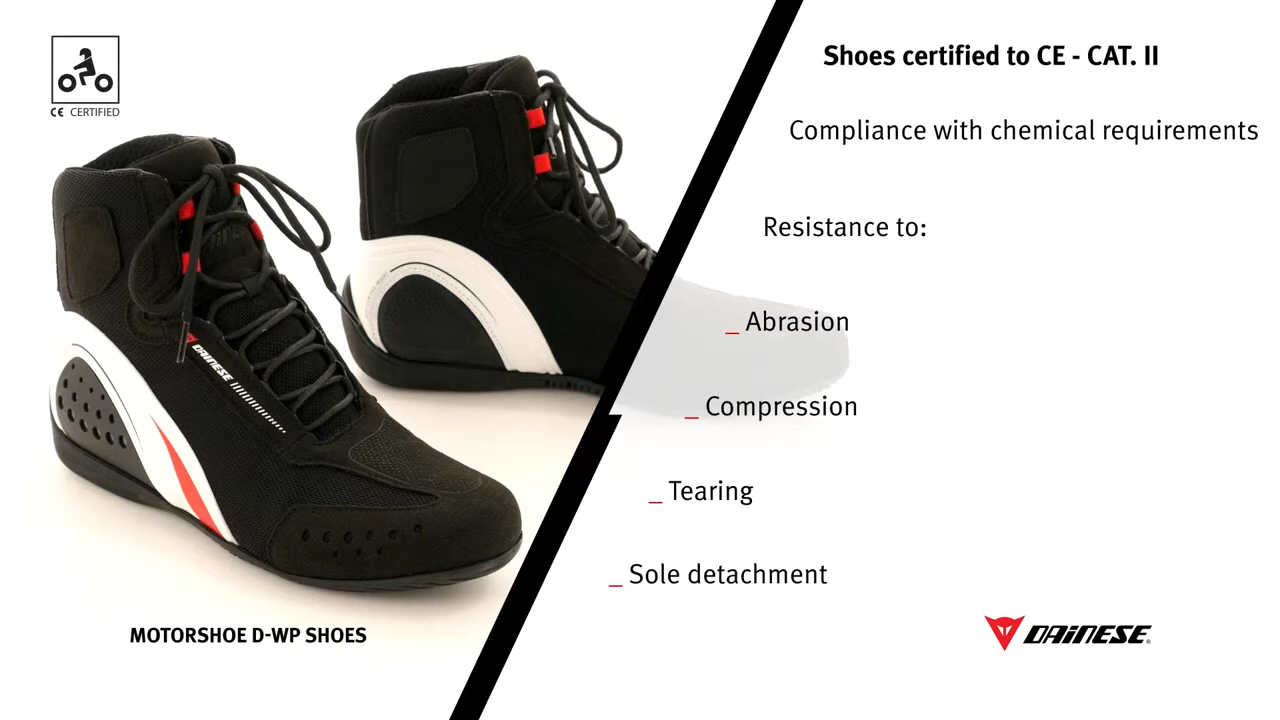 CE CERTIFIED
DAINESE
MOTORSHOE D-WP SHOES
Shoes certified to CE - CAT. II
Compliance with chemical requirements
Resistance to:
_ Abrasion
_ Compression
_ Tearing
_ Sole detachment
DAINESE®